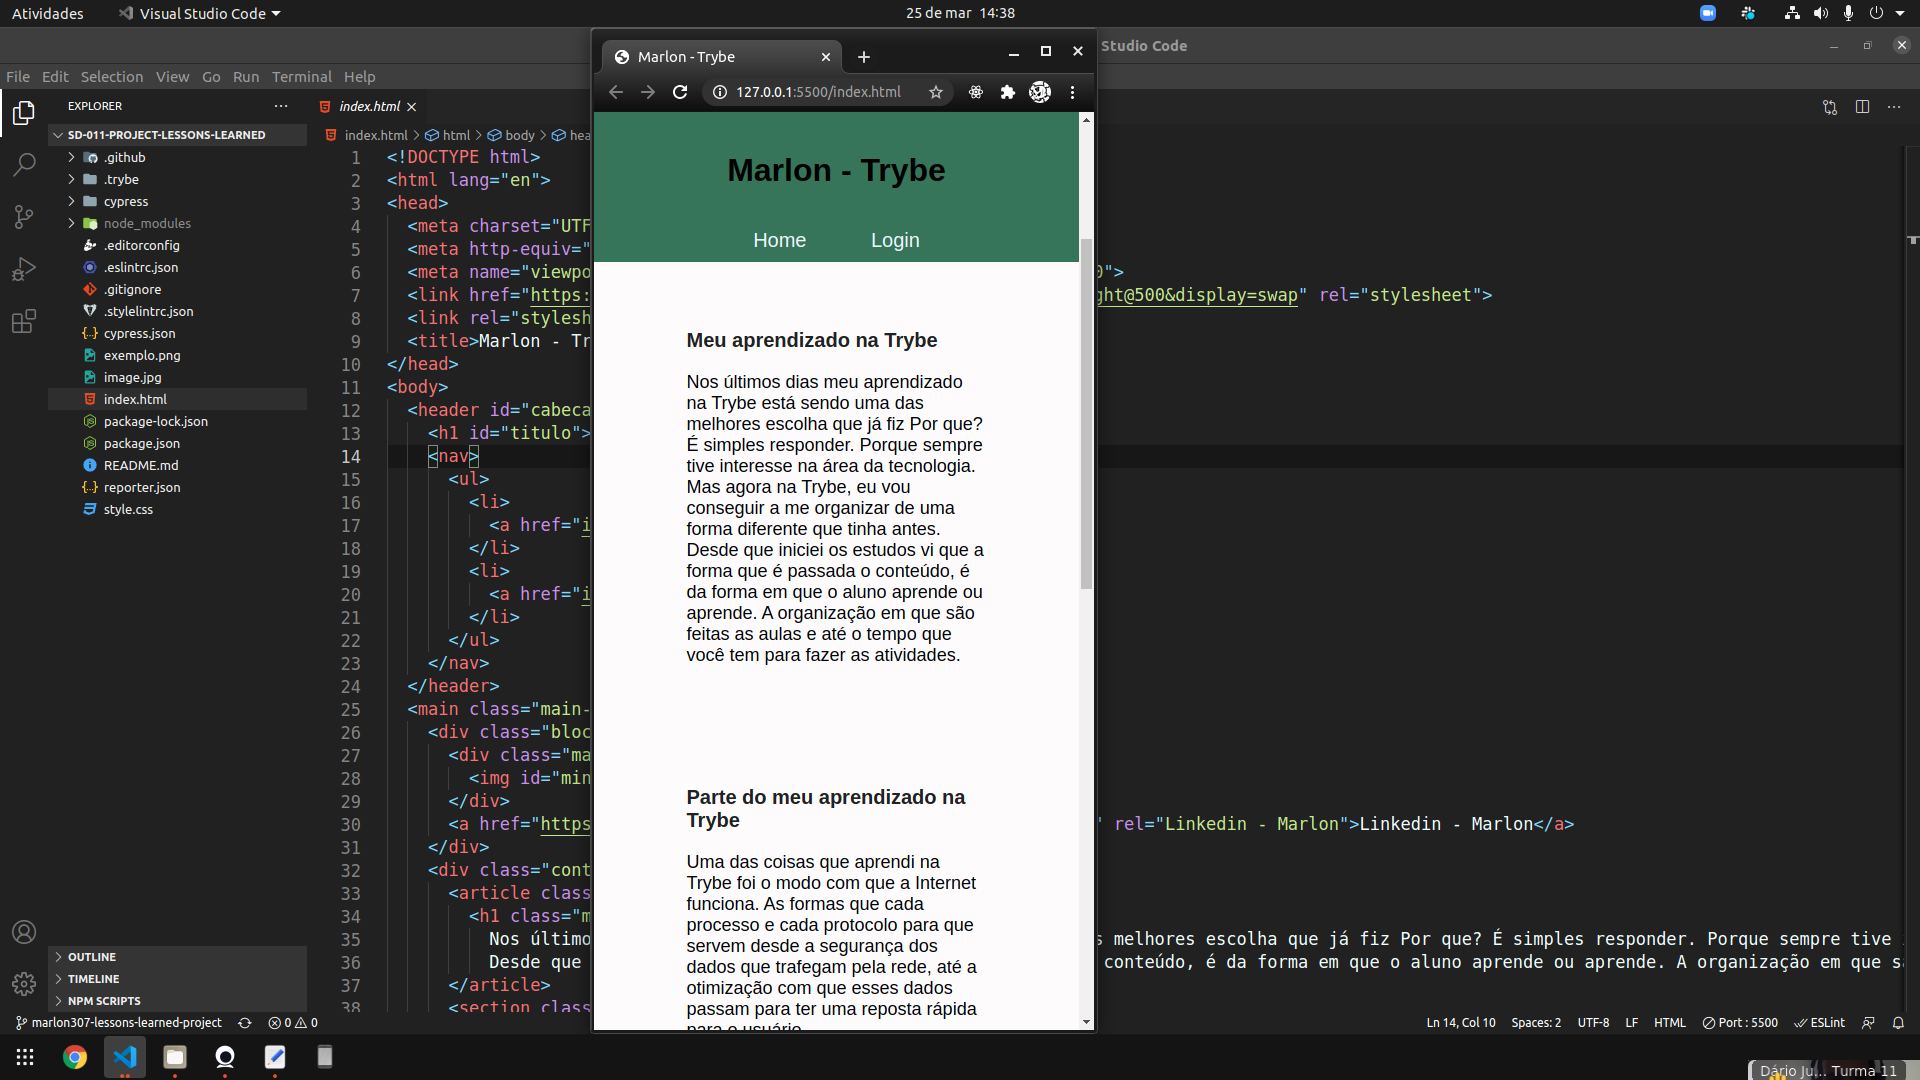 Atividades
Visual Studio Code
25 de mar 14:38
Studio Code
File Edit Selection View Go Run Terminal Help
Marlon - Trybe
127.0.0.1:5500/index.html
EXPLORER
SD-011-PROJECT-LESSONS-LEARNED
.github
.trybe
cypress
node_modules
.editorconfig
.eslintrc.json
.gitignore
.stylelintrc.json
cypress.json
exemplo.png
image.jpg
index.html
package-lock.json
package.json
README.md
reporter.json
style.css
OUTLINE
TIMELINE
NPM SCRIPTS
index.html
index.html > html > body > hea
1 <!DOCTYPE html>
2 <html lang="en">
3 <head>
4 <meta charset="UTF
5 <meta http-equiv="
6 <meta name="viewpo 0">
7 <link href="https: ght@500&display=swap" rel="stylesheet">
8 <link rel="stylesh
9 <title>Marlon - Tr
10 </head>
11 <body>
12 <header id="cabeca
13 <h1 id="titulo">
14 <nav>
15 <ul>
16 <li>
17 <a href="i
18 </li>
19 <li>
20 <a href="i
21 </li>
22 </ul>
23 </nav>
24 </header>
25 <main class="main-
26 <div class="bloc
27 <div class="ma
28 <img id="min
29 </div>
30 <a href="https " rel="Linkedin - Marlon">Linkedin - Marlon</a>
31 </div>
32 <div class="cont
33 <article class
34 <h1 class="m
35 Nos último s melhores escolha que já fiz Por que? É simples responder. Porque sempre tive
36 Desde que conteúdo, é da forma em que o aluno aprende ou aprende. A organização em que s
37 </article>
38 <section class
Marlon - Trybe
Home Login
Meu aprendizado na Trybe
Nos últimos dias meu aprendizado
na Trybe está sendo uma das
melhores escolha que já fiz Por que?
É simples responder. Porque sempre
tive interesse na área da tecnologia.
Mas agora na Trybe, eu vou
conseguir a me organizar de uma
forma diferente que tinha antes.
Desde que iniciei os estudos vi que a
forma que é passada o conteúdo, é
da forma em que o aluno aprende ou
aprende. A organização em que são
feitas as aulas e até o tempo que
você tem para fazer as atividades.
Parte do meu aprendizado na
Trybe
Uma das coisas que aprendi na
Trybe foi o modo com que a Internet
funciona. As formas que cada
processo e cada protocolo para que
servem desde a segurança dos
dados que trafegam pela rede, até a
otimização com que esses dados
passam para ter uma reposta rápida
para o usuário.
marlon307-lessons-learned-project 0 0
Ln 14, Col 10 Spaces: 2 UTF-8 LF HTML Port : 5500 ESLint
Dário Ju... Turma 11